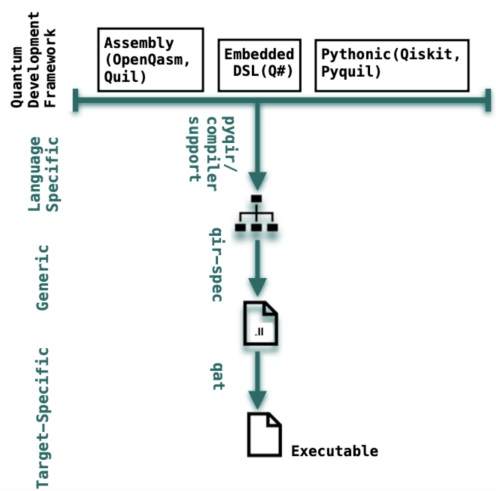 Quantum
Development
Framework
Assembly
(OpenQasm,
Quil)
Embedded
DSL(Q#)
Pythonic(Qiskit,
Pyquil)
Language
Specific
pyqir/
compiler
support
Generic
qir-spec
.ll
Target-Specific
qat
Executable